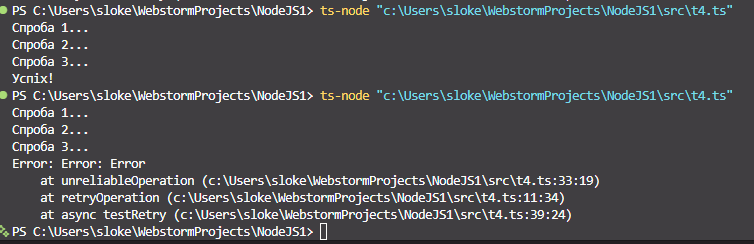 PS C:\Users\sloke\WebstormProjects\NodeJS1> ts-node "c:\Users\sloke\WebstormProjects\NodeJS1\src\t4.ts"
Спроба 1...
Спроба 2...
Спроба 3...
Успіх!
PS C:\Users\sloke\WebstormProjects\NodeJS1> ts-node "c:\Users\sloke\WebstormProjects\NodeJS1\src\t4.ts"
Спроба 1...
Спроба 2...
Спроба 3...
Error: Error: Error
    at unreliableOperation (c:\Users\sloke\WebstormProjects\NodeJS1\src\t4.ts:33:19)
    at retryOperation (c:\Users\sloke\WebstormProjects\NodeJS1\src\t4.ts:11:34)
    at async testRetry (c:\Users\sloke\WebstormProjects\NodeJS1\src\t4.ts:39:24)
PS C:\Users\sloke\WebstormProjects\NodeJS1>